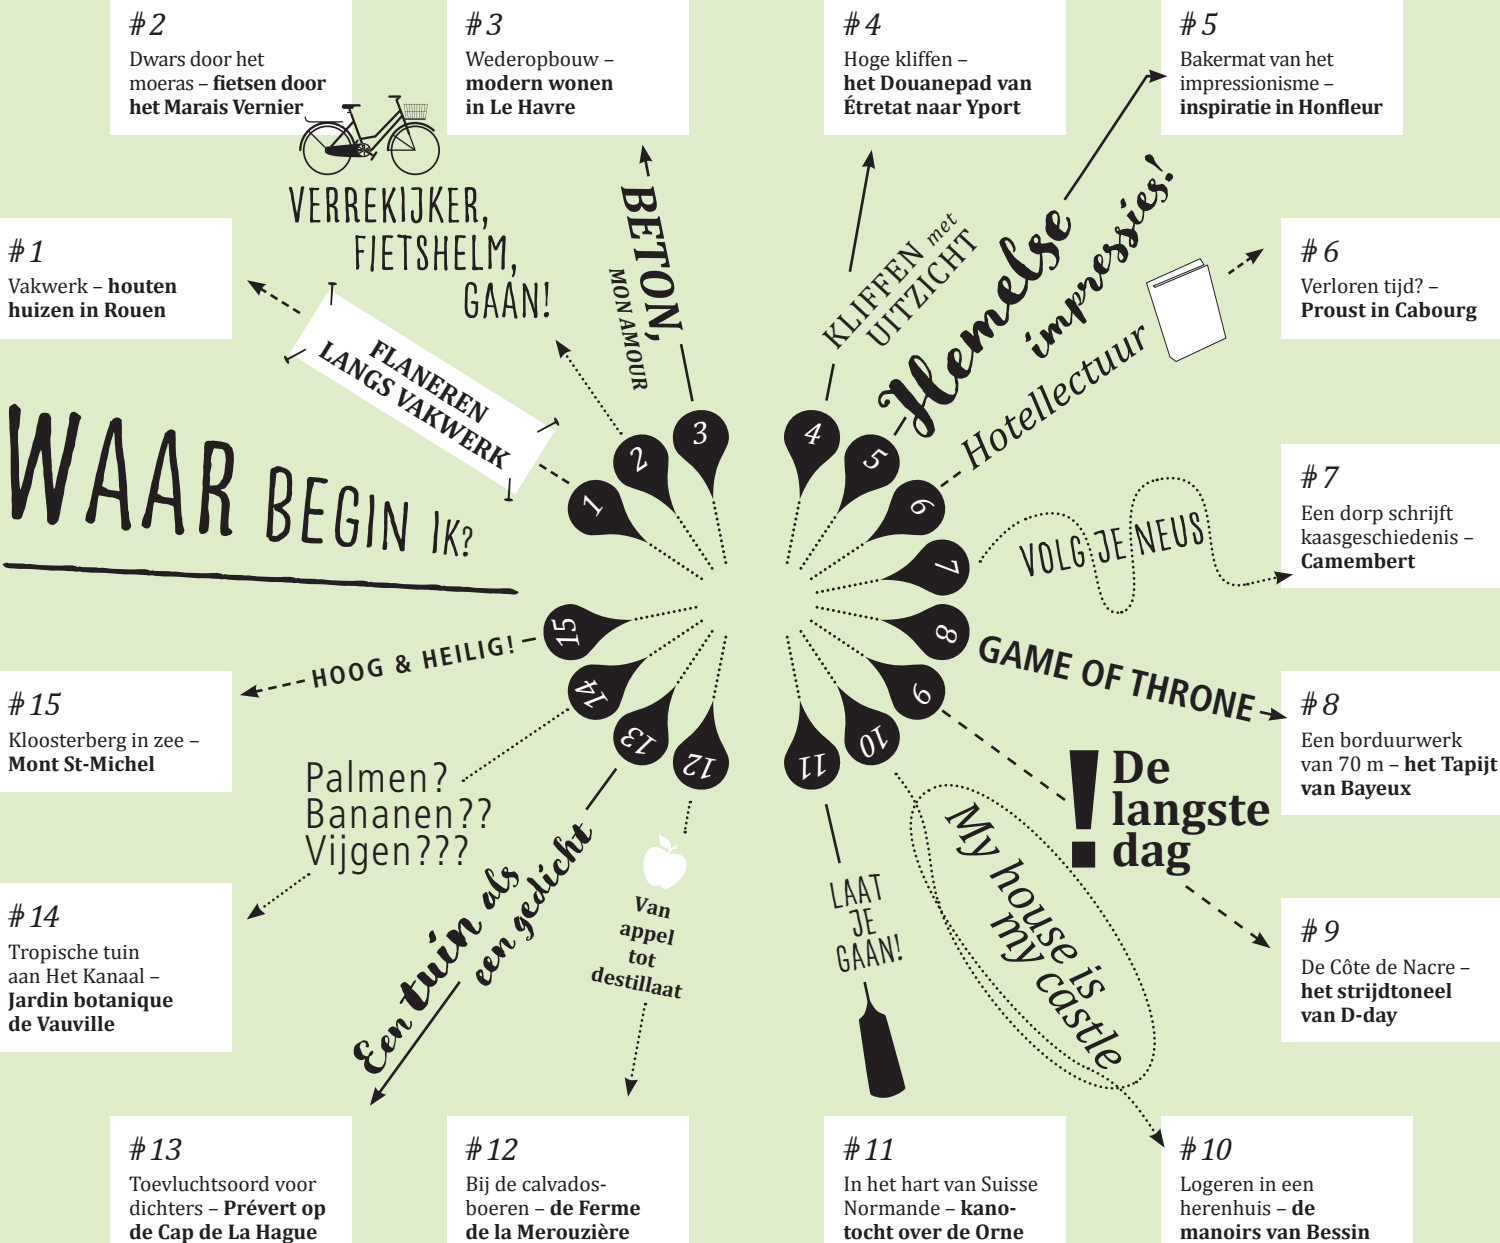 #2
Dwars door het
moeras – fietsen door
het Marais Vernier
#3
Wederopbouw –
modern wonen
in Le Havre
#4
Hoge kliffen –
het Douanepad van
Étretat naar Yport
#5
Bakermat van het
impressionisme –
inspiratie in Honfleur
#1
Vakwerk – houten
huizen in Rouen
VERREKIJKER,
FIETSHELM,
GAAN!
BETON,
MON AMOUR
KLIFFEN met
UITZICHT
Hemelse
impressies!
#6
Verloren tijd? –
Proust in Cabourg
FLANEREN
LANGS VAKWERK
Hotellectuur
WAAR BEGIN IK?
1
2
3
4
5
6
7
8
9
10
11
12
13
14
15
VOLG JE NEUS
#7
Een dorp schrijft
kaasgeschiedenis –
Camembert
HOOG & HEILIG!
GAME OF THRONE
#15
Kloosterberg in zee –
Mont St-Michel
#8
Een borduurwerk
van 70 m – het Tapijt
van Bayeux
Palmen?
Bananen??
Vijgen???
Een tuin als
een gedicht
Van
appel
tot
destillaat
LAAT
JE
GAAN!
My house is
my castle
! De
langste
dag
#14
Tropische tuin
aan Het Kanaal –
Jardin botanique
de Vauville
#9
De Côte de Nacre –
het strijdtoneel
van D-day
#13
Toevluchtsoord voor
dichters – Prévert op
de Cap de La Hague
#12
Bij de calvados-
boeren – de Ferme
de la Merouzière
#11
In het hart van Suisse
Normande – kano-
tocht over de Orne
#10
Logeren in een
herenhuis – de
manoirs van Bessin